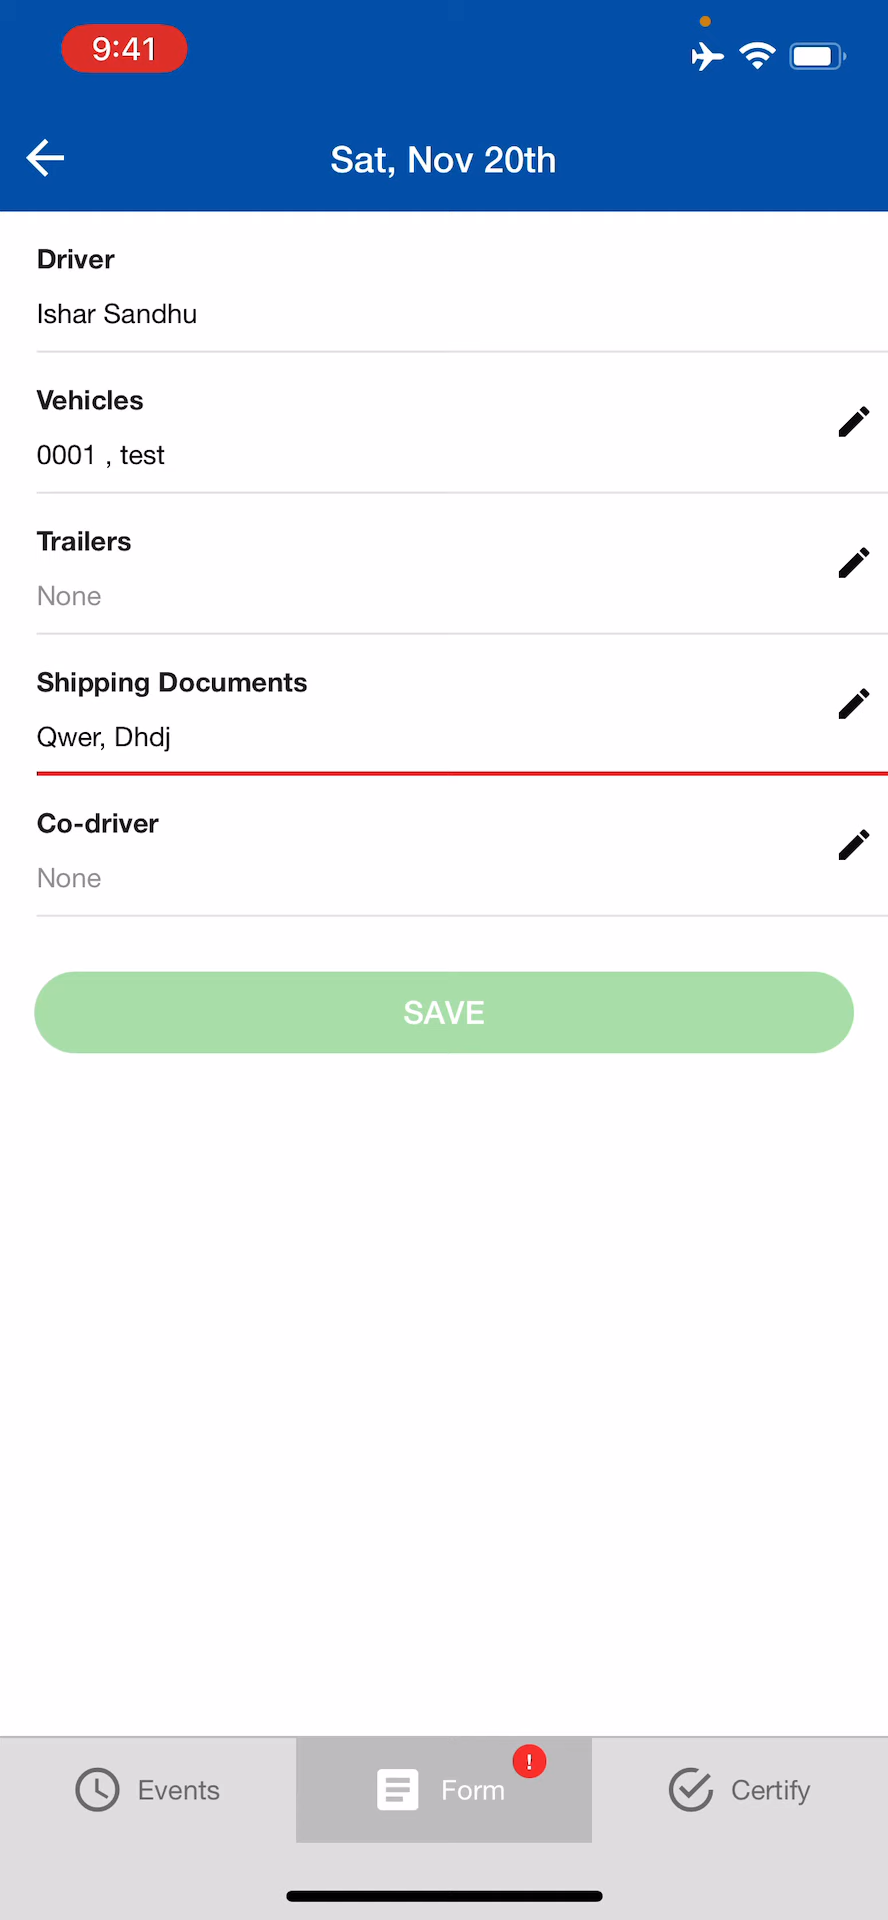 9:41
Sat, Nov 20th
Driver
Ishar Sandhu
Vehicles
0001 , test
Trailers
None
Shipping Documents
Qwer, Dhdj
Co-driver
None
SAVE
!
Events
Form
Certify